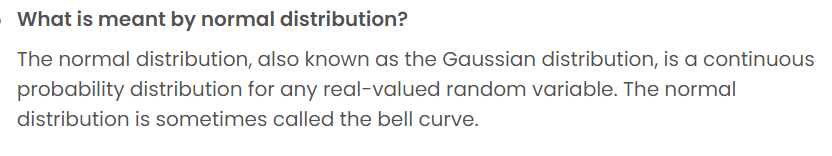 What is meant by normal distribution?
The normal distribution, also known as the Gaussian distribution, is a continuous
probability distribution for any real-valued random variable. The normal
distribution is sometimes called the bell curve.